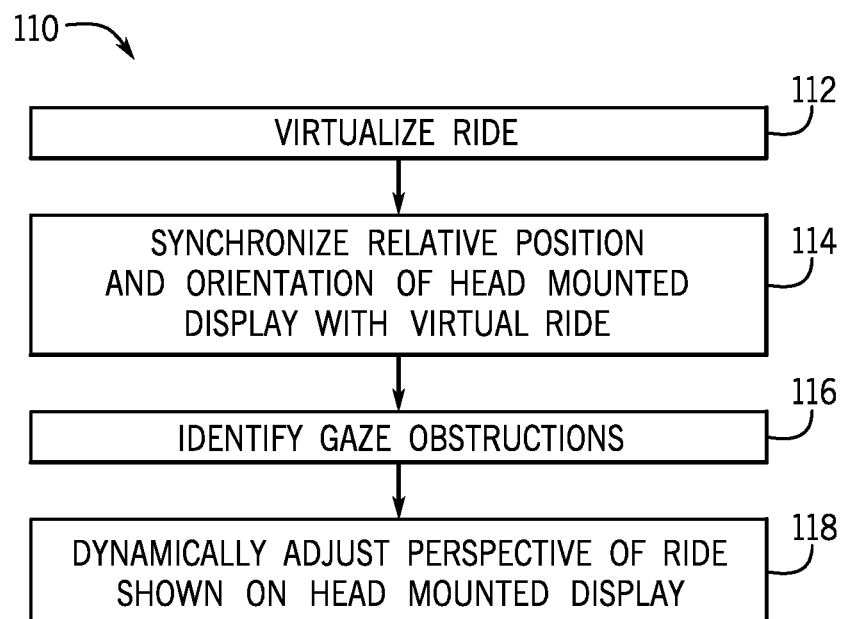 110
112
VIRTUALIZE RIDE
114
SYNCHRONIZE RELATIVE POSITION
AND ORIENTATION OF HEAD MOUNTED
DISPLAY WITH VIRTUAL RIDE
116
IDENTIFY GAZE OBSTRUCTIONS
118
DYNAMICALLY ADJUST PERSPECTIVE OF RIDE
SHOWN ON HEAD MOUNTED DISPLAY